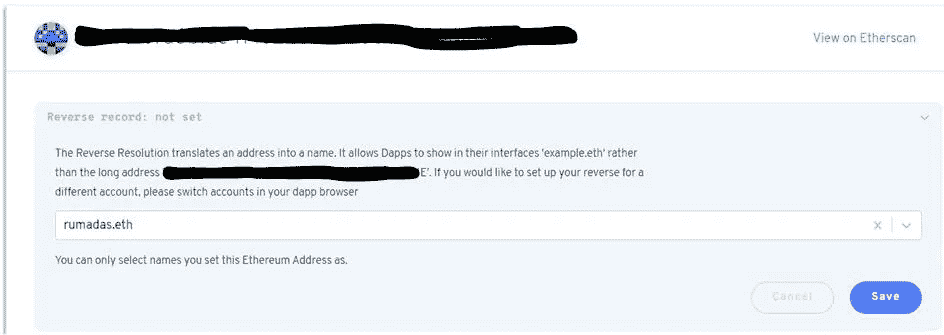 View on Etherscan
Reverse record: not set
The Reverse Resolution translates an address into a name. It allows Dapps to show in their interfaces 'example.eth' rather
than the long address E'. If you would like to set up your reverse for a
different account, please switch accounts in your dapp browser
rumadas.eth
You can only select names you set this Ethereum Address as.
Cancel Save